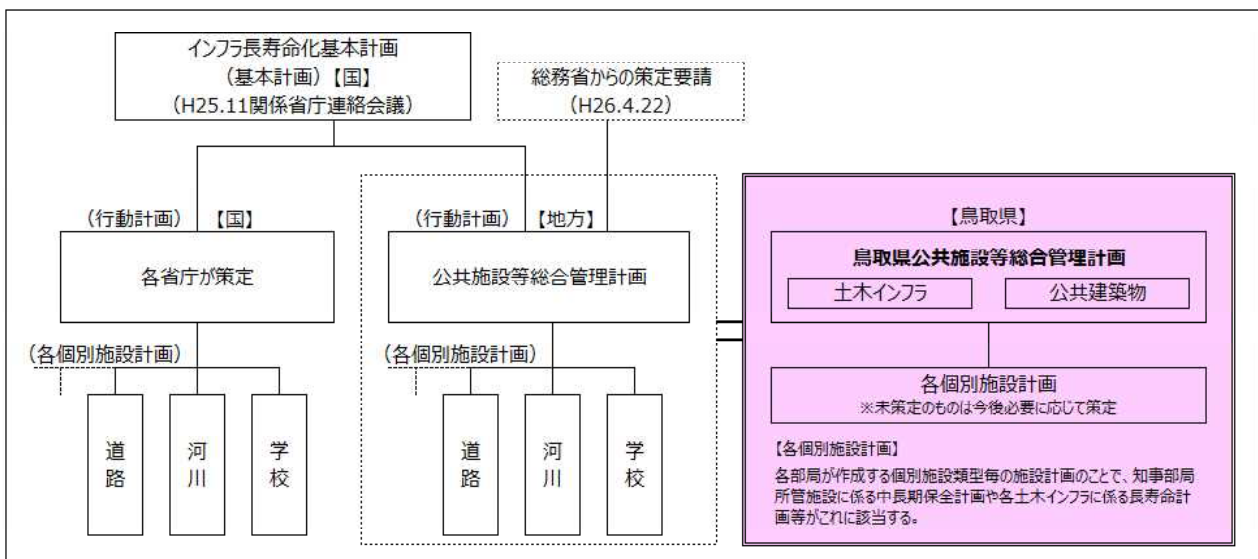 インフラ長寿命化基本計画
(基本計画)【国】
(H25.11関係省庁連絡会議)
総務省からの策定要請
(H26.4.22)
(行動計画) 【国】
各省庁が策定
(各個別施設計画)
道路
河川
学校
(行動計画) 【地方】
公共施設等総合管理計画
(各個別施設計画)
道路
河川
学校
【鳥取県】
鳥取県公共施設等総合管理計画
土木インフラ
公共建築物
各個別施設計画
※未策定のものは今後必要に応じて策定
【各個別施設計画】
各部局が作成する個別施設類型毎の施設計画のことで、知事部局
所管施設に係る中長期保全計画や各土木インフラに係る長寿命計
画等がこれに該当する。